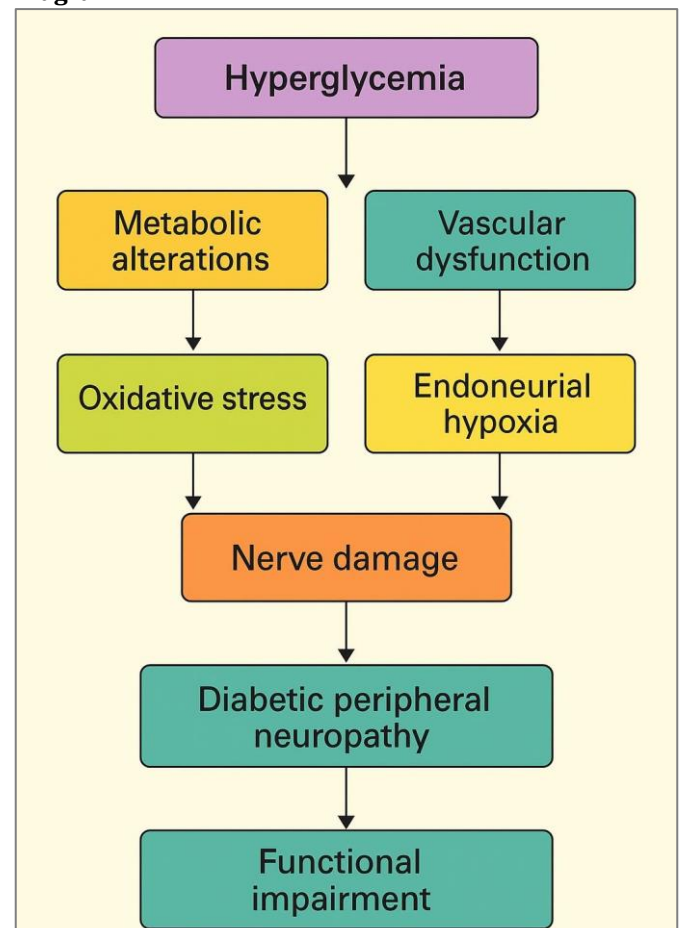 Hyperglycemia
Metabolic
alterations
Vascular
dysfunction
Oxidative stress
Endoneurial
hypoxia
Nerve damage
Diabetic peripheral
neuropathy
Functional
impairment